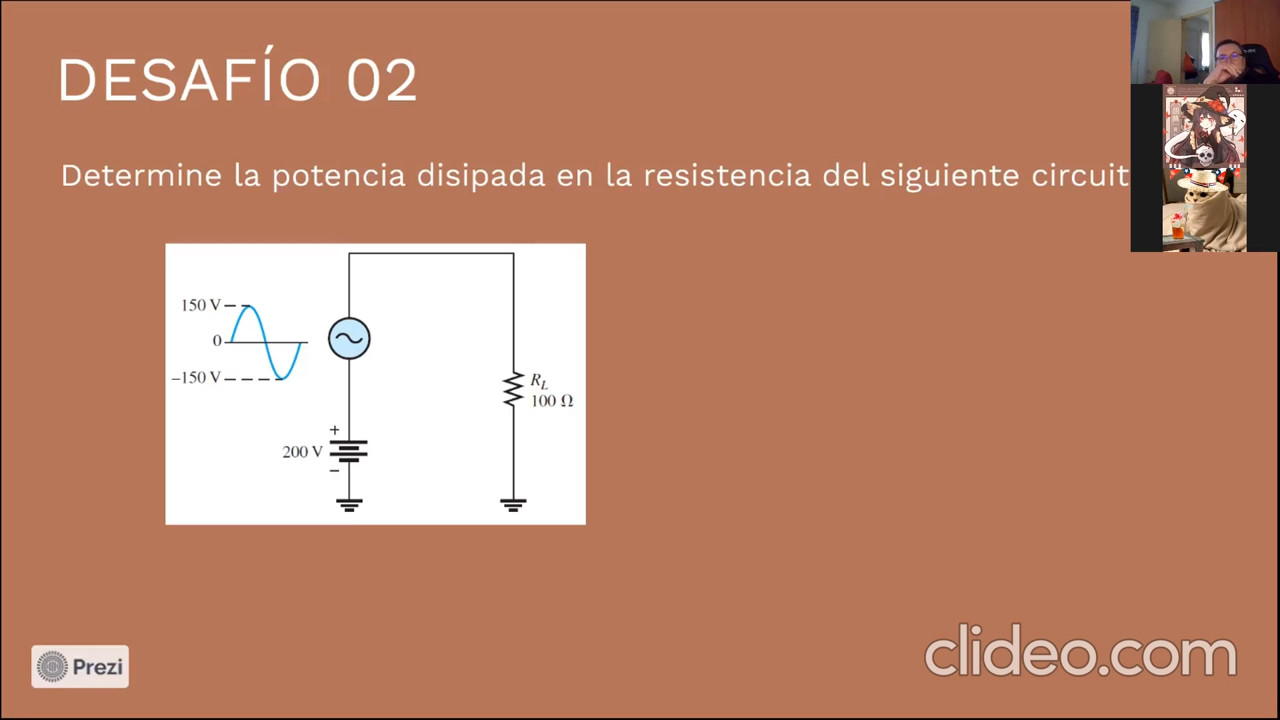 DESAFÍO 02
Determine la potencia disipada en la resistencia del siguiente circuit
150 V
0
–150 V
+
200 V
–
R_L
100 Ω
Prezi
clideo.com